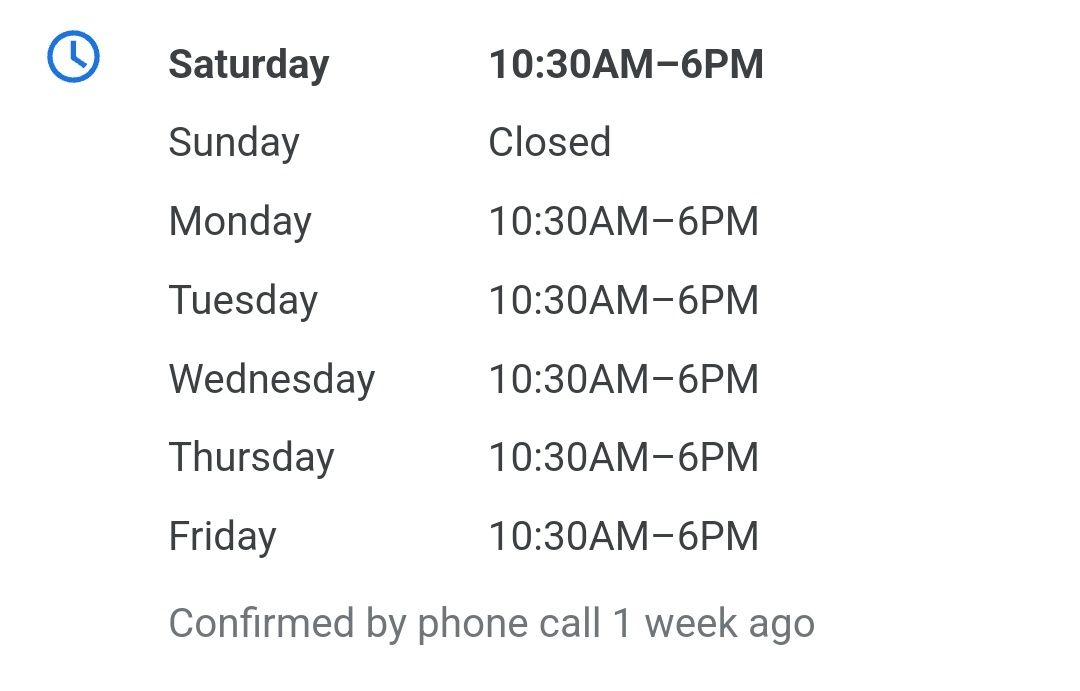 Saturday 10:30AM–6PM
Sunday Closed
Monday 10:30AM–6PM
Tuesday 10:30AM–6PM
Wednesday 10:30AM–6PM
Thursday 10:30AM–6PM
Friday 10:30AM–6PM
Confirmed by phone call 1 week ago